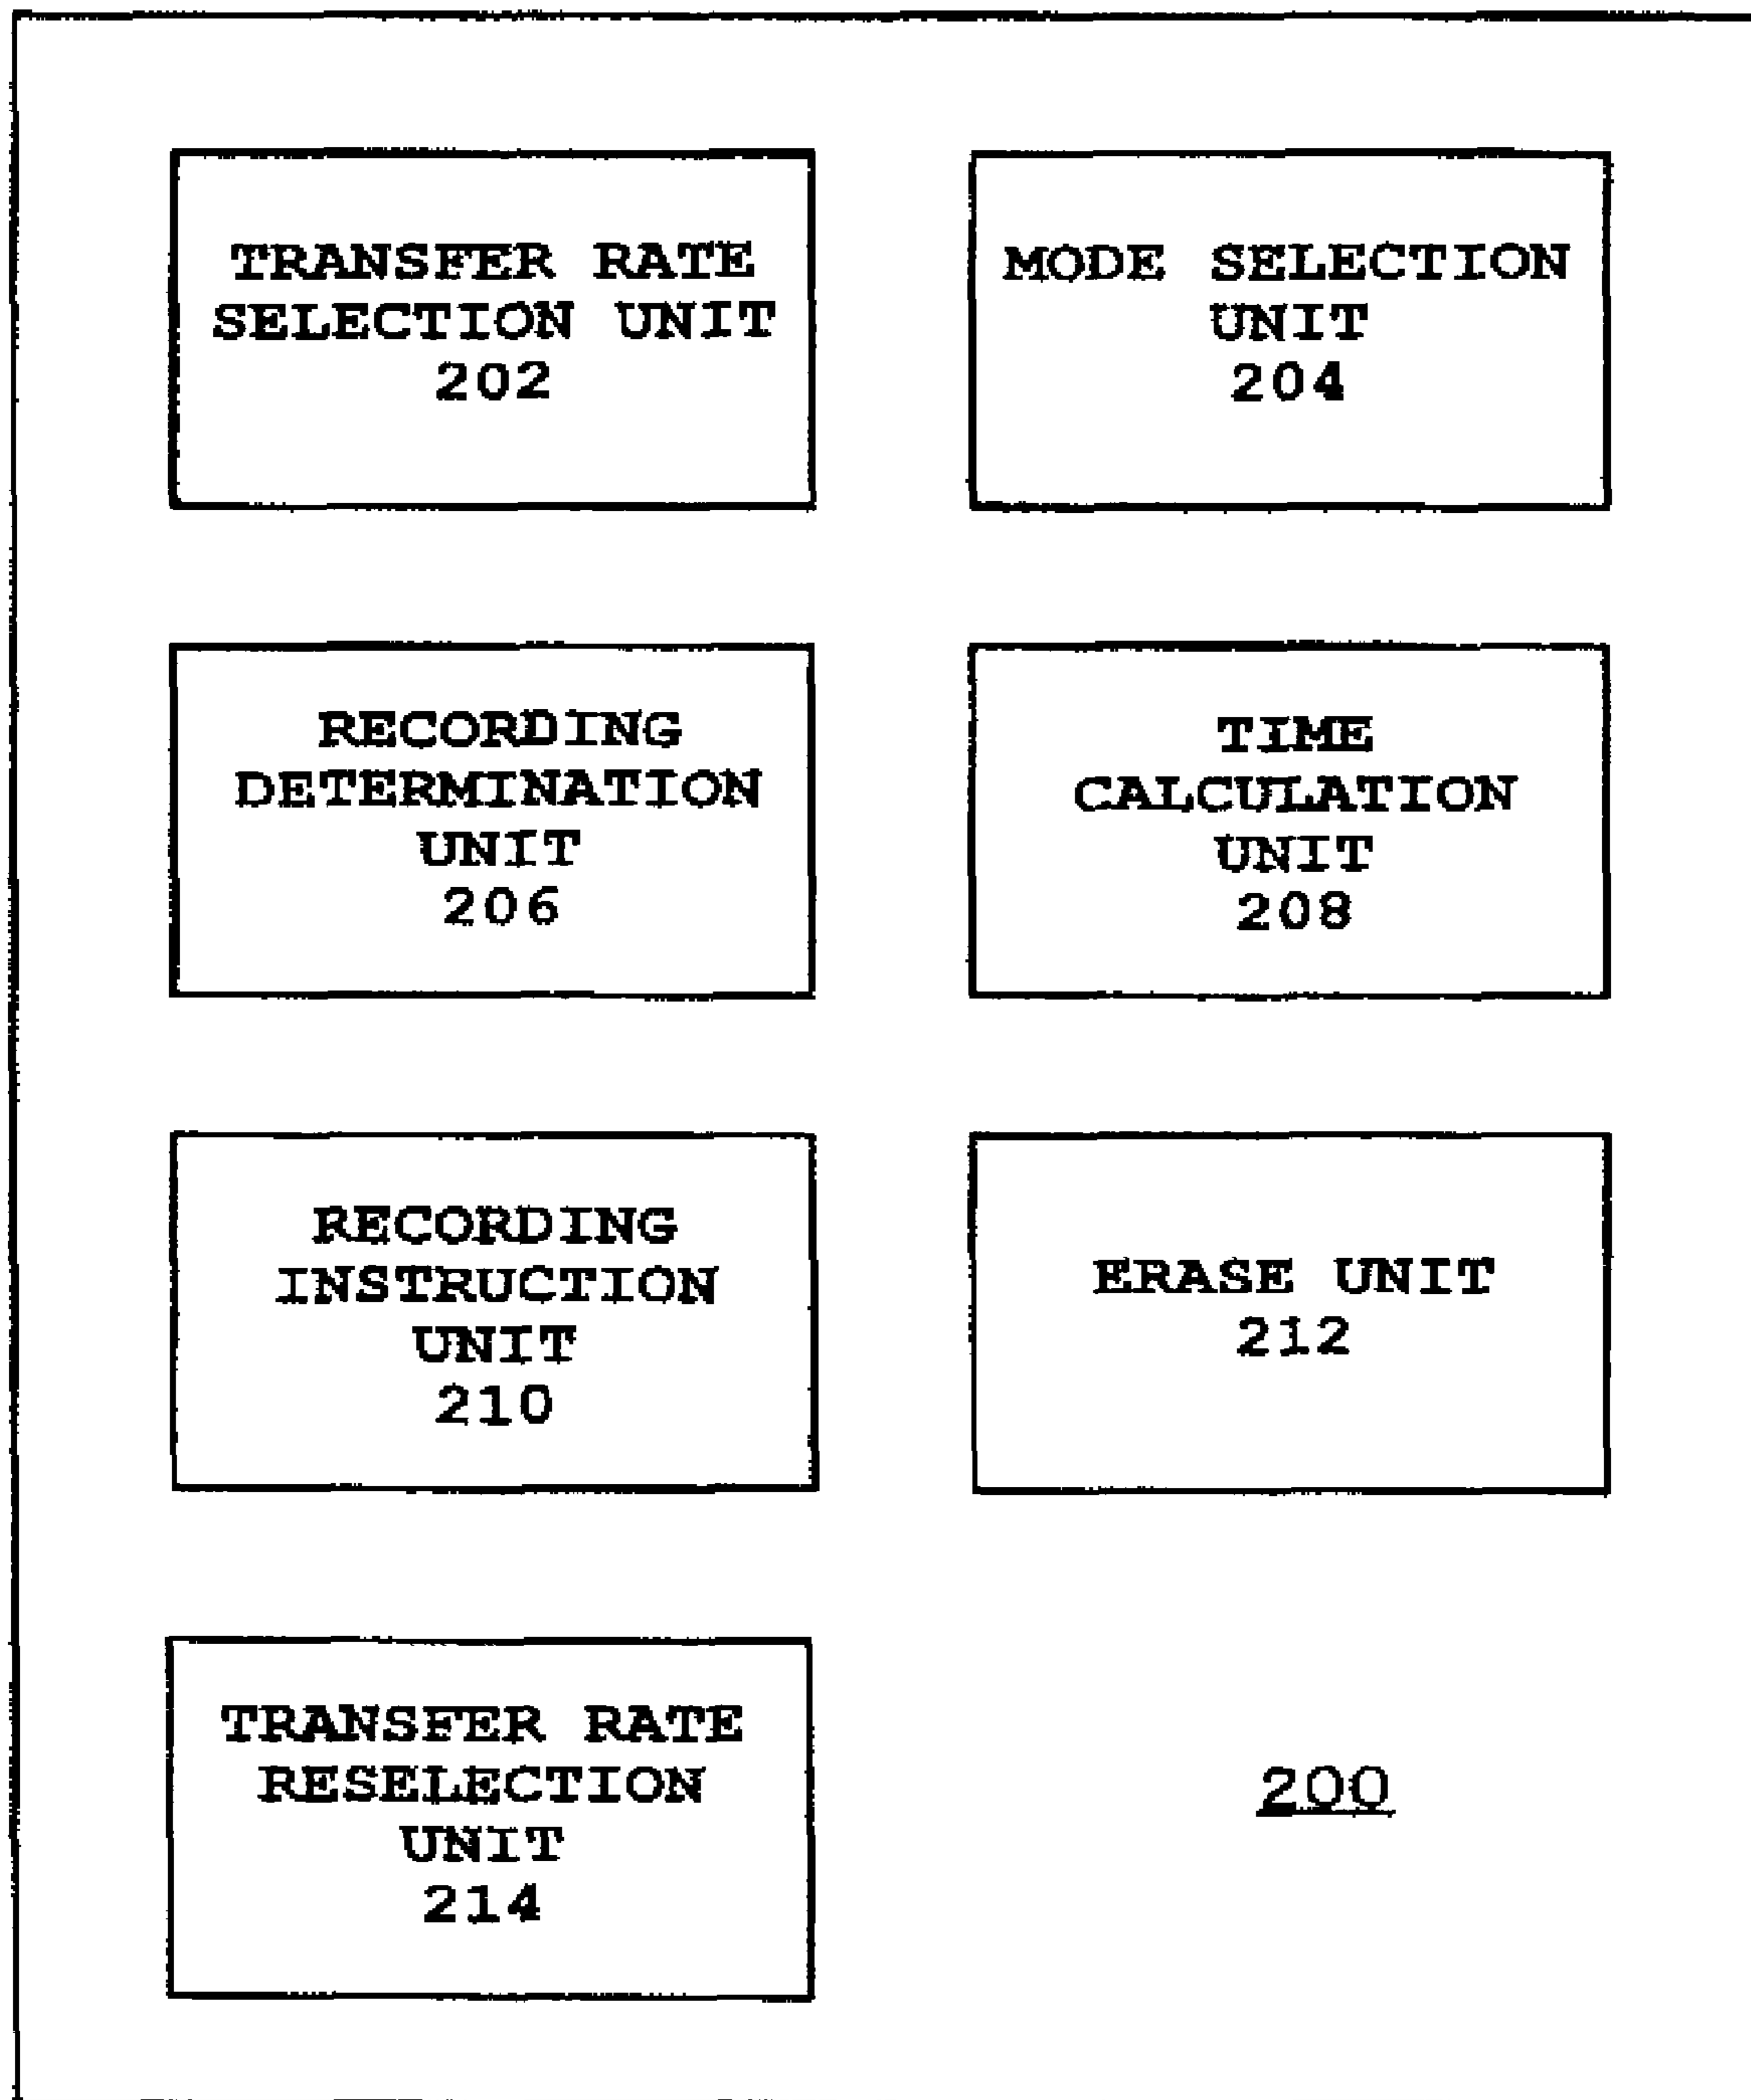 TRANSFER RATE
SELECTION UNIT
202
MODE SELECTION
UNIT
204
RECORDING
DETERMINATION
UNIT
206
TIME
CALCULATION
UNIT
208
RECORDING
INSTRUCTION
UNIT
210
ERASE UNIT
212
TRANSFER RATE
RESELECTION
UNIT
214
200